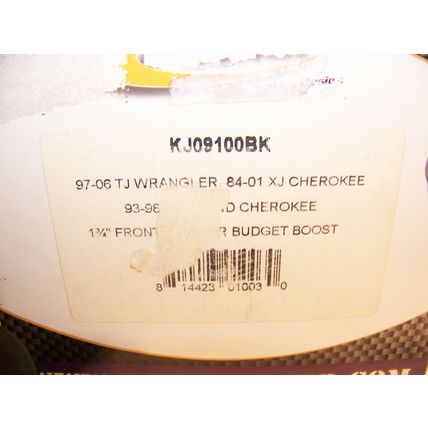 KJ09100BK
97-06 TJ WRANGLER 84-01 XJ CHEROKEE
93-98 D CHEROKEE
1¾" FRONT R BUDGET BOOST
8 14423 01003 0
.COM